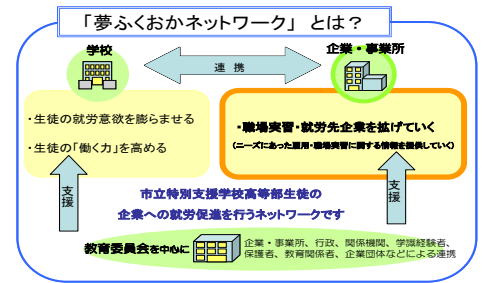 「夢ふくおかネットワーク」 とは？
学校
企業・事業所
連 携
・生徒の就労意欲を膨らませる
・生徒の「働く力」を高める
・職場実習・就労先企業を拡げていく
（ニーズにあった雇用・職場実習に関する情報を提供していく）
支援
支援
市立特別支援学校高等部生徒の
企業への就労促進を行うネットワークです
教育委員会を中心に
企業・事業所、行政、関係機関、学識経験者、
保護者、教育関係者、企業団体などによる連携